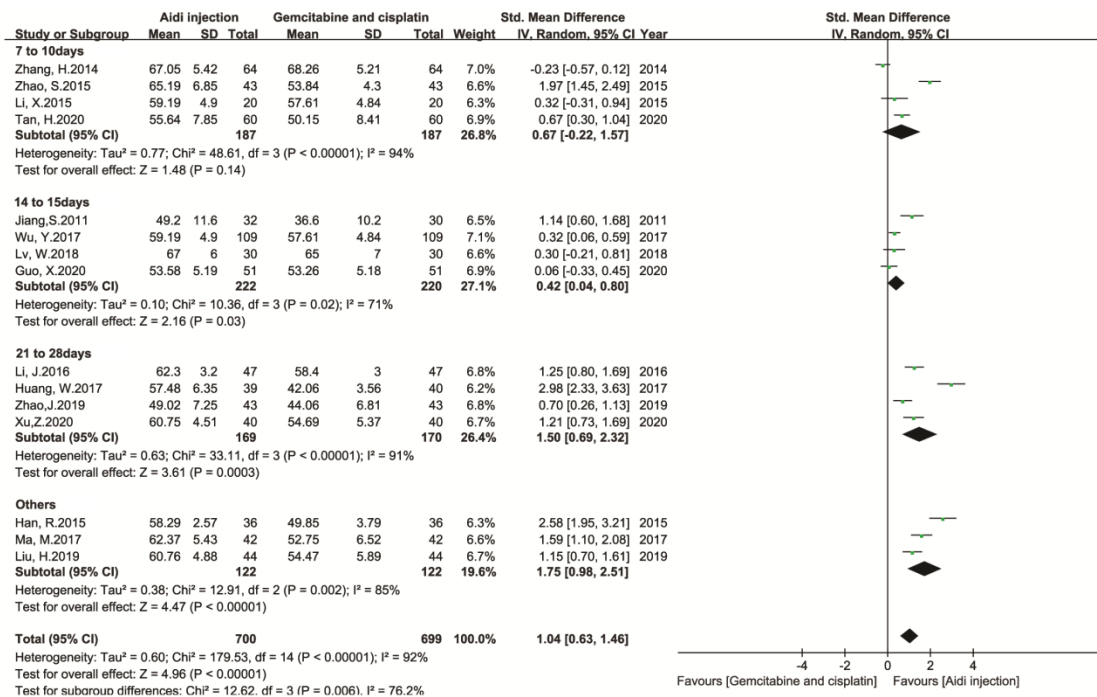 Aidi injection Gemcitabine and cisplatin Std. Mean Difference Std. Mean Difference
Study or Subgroup Mean SD Total Mean SD Total Weight IV. Random. 95% CI Year IV. Random. 95% CI
7 to 10days
Zhang, H.2014 67.05 5.42 64 68.26 5.21 64 7.0% -0.23 [-0.57, 0.12] 2014
Zhao, S.2015 65.19 6.85 43 53.84 4.3 43 6.6% 1.97 [1.45, 2.49] 2015
Li, X.2015 59.19 4.9 20 57.61 4.84 20 6.3% 0.32 [-0.31, 0.94] 2015
Tan, H.2020 55.64 7.85 60 50.15 8.41 60 6.9% 0.67 [0.30, 1.04] 2020
Subtotal (95% CI) 187 187 26.8% 0.67 [-0.22, 1.57]
Heterogeneity: Tau² = 0.77; Chi² = 48.61, df = 3 (P < 0.00001); I² = 94%
Test for overall effect: Z = 1.48 (P = 0.14)
14 to 15days
Jiang,S.2011 49.2 11.6 32 36.6 10.2 30 6.5% 1.14 [0.60, 1.68] 2011
Wu, Y.2017 59.19 4.9 109 57.61 4.84 109 7.1% 0.32 [0.06, 0.59] 2017
Lv, W.2018 67 6 30 65 7 30 6.6% 0.30 [-0.21, 0.81] 2018
Guo, X.2020 53.58 5.19 51 53.26 5.18 51 6.9% 0.06 [-0.33, 0.45] 2020
Subtotal (95% CI) 222 220 27.1% 0.42 [0.04, 0.80]
Heterogeneity: Tau² = 0.10; Chi² = 10.36, df = 3 (P = 0.02); I² = 71%
Test for overall effect: Z = 2.16 (P = 0.03)
21 to 28days
Li, J.2016 62.3 3.2 47 58.4 3 47 6.8% 1.25 [0.80, 1.69] 2016
Huang, W.2017 57.48 6.35 39 42.06 3.56 40 6.2% 2.98 [2.33, 3.63] 2017
Zhao,J.2019 49.02 7.25 43 44.06 6.81 43 6.8% 0.70 [0.26, 1.13] 2019
Xu,Z.2020 60.75 4.51 40 54.69 5.37 40 6.7% 1.21 [0.73, 1.69] 2020
Subtotal (95% CI) 169 170 26.4% 1.50 [0.69, 2.32]
Heterogeneity: Tau² = 0.63; Chi² = 33.11, df = 3 (P < 0.00001); I² = 91%
Test for overall effect: Z = 3.61 (P = 0.0003)
Others
Han, R.2015 58.29 2.57 36 49.85 3.79 36 6.3% 2.58 [1.95, 3.21] 2015
Ma, M.2017 62.37 5.43 42 52.75 6.52 42 6.7% 1.59 [1.10, 2.08] 2017
Liu, H.2019 60.76 4.88 44 54.47 5.89 44 6.7% 1.15 [0.70, 1.61] 2019
Subtotal (95% CI) 122 122 19.6% 1.75 [0.98, 2.51]
Heterogeneity: Tau² = 0.38; Chi² = 12.91, df = 2 (P = 0.002); I² = 85%
Test for overall effect: Z = 4.47 (P < 0.00001)
Total (95% CI) 700 699 100.0% 1.04 [0.63, 1.46]
Heterogeneity: Tau² = 0.60; Chi² = 179.53, df = 14 (P < 0.00001); I² = 92%
Test for overall effect: Z = 4.96 (P < 0.00001)
Test for subgroup differences: Chi² = 12.62. df = 3 (P = 0.006). I² = 76.2%
-4 -2 0 2 4
Favours [Gemcitabine and cisplatin] Favours [Aidi injection]